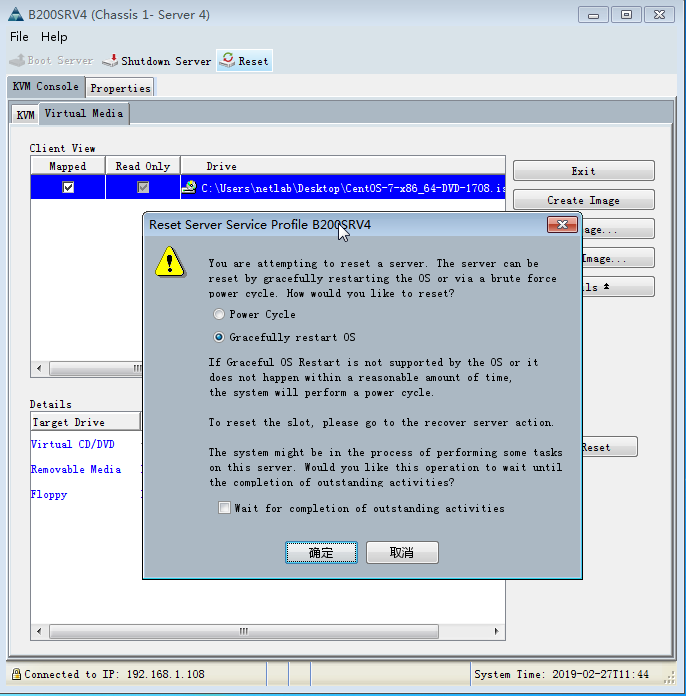 B200SRV4 (Chassis 1- Server 4)
File Help
Boot Server Shutdown Server Reset
KVM Console Properties
KVM Virtual Media
Client View
Mapped Read Only Drive
C:\Users\netlab\Desktop\CentOS-7-x86_64-DVD-1708.is
Exit
Create Image
Reset Server Service Profile B200SRV4
You are attempting to reset a server. The server can be
reset by gracefully restarting the OS or via a brute force
power cycle. How would you like to reset?
Power Cycle
Gracefully restart OS
If Graceful OS Restart is not supported by the OS or it
does not happen within a reasonable amount of time,
the system will perform a power cycle.
To reset the slot, please go to the recover server action.
The system might be in the process of performing some tasks
on this server. Would you like this operation to wait until
the completion of outstanding activities?
Wait for completion of outstanding activities
确定 取消
age...
Image...
ls
Details
Target Drive
Virtual CD/DVD
Removable Media
Floppy
Reset
Connected to IP: 192.168.1.108
System Time: 2019-02-27T11:44